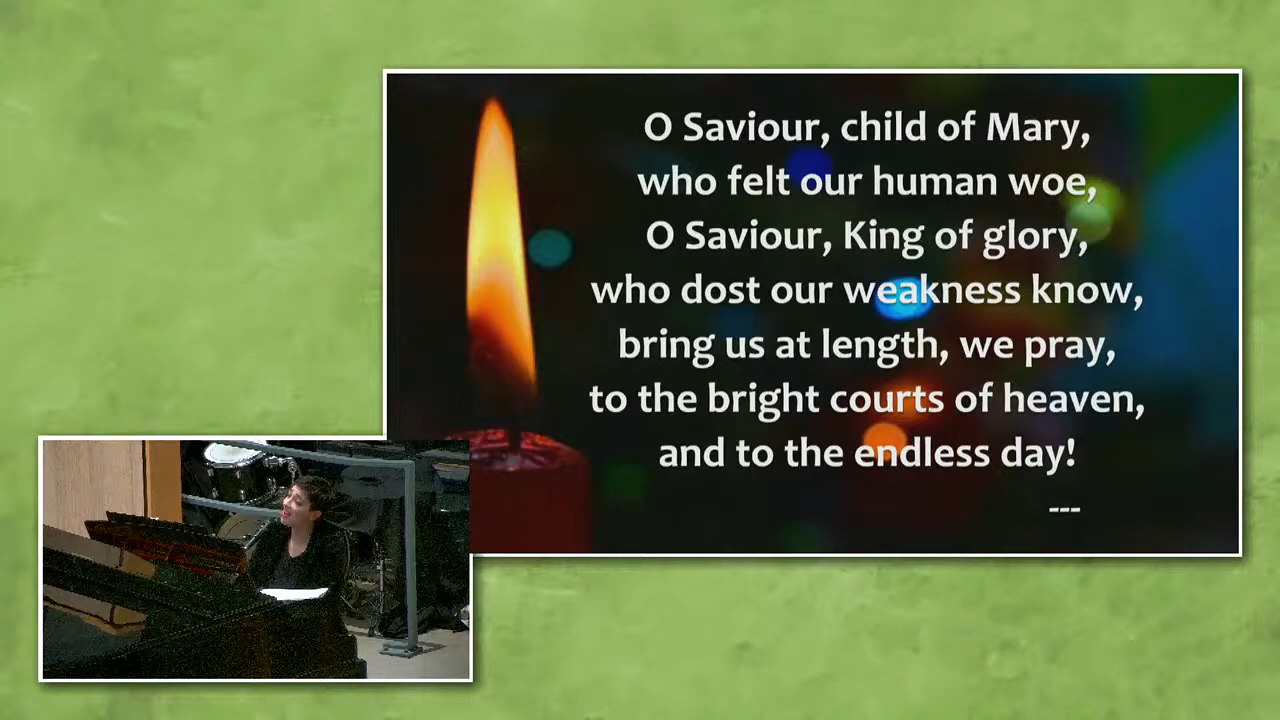 O Saviour, child of Mary,
who felt our human woe,
O Saviour, King of glory,
who dost our weakness know,
bring us at length, we pray,
to the bright courts of heaven,
and to the endless day!
---